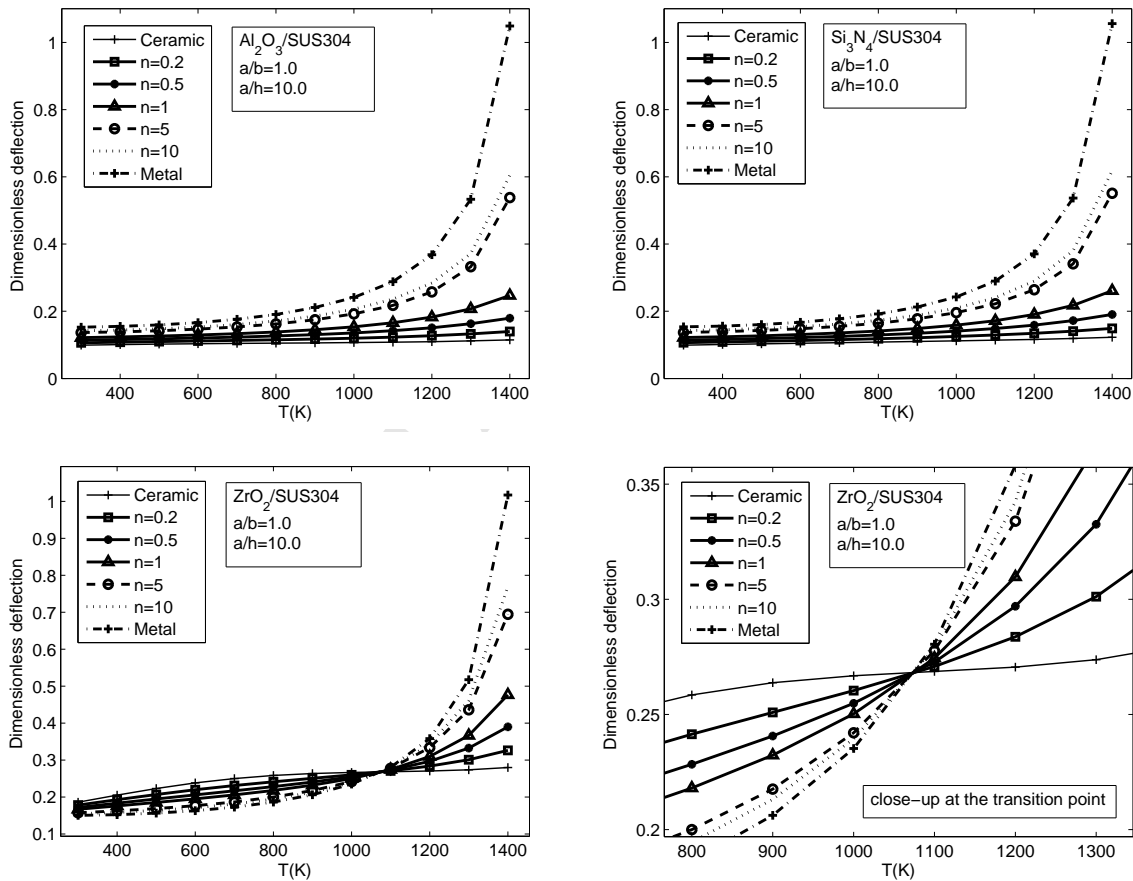 1
0.8
0.6
0.4
0.2
0
Dimensionless deflection
400 600 800 1000 1200 1400
T(K)
Ceramic
n=0.2
n=0.5
n=1
n=5
n=10
Metal
Al2O3/SUS304
a/b=1.0
a/h=10.0
1
0.8
0.6
0.4
0.2
0
Dimensionless deflection
400 600 800 1000 1200 1400
T(K)
Ceramic
n=0.2
n=0.5
n=1
n=5
n=10
Metal
Si3N4/SUS304
a/b=1.0
a/h=10.0
1
0.9
0.8
0.7
0.6
0.5
0.4
0.3
0.2
0.1
Dimensionless deflection
400 600 800 1000 1200 1400
T(K)
Ceramic
n=0.2
n=0.5
n=1
n=5
n=10
Metal
ZrO2/SUS304
a/b=1.0
a/h=10.0
0.35
0.3
0.25
0.2
Dimensionless deflection
800 900 1000 1100 1200 1300
T(K)
Ceramic
n=0.2
n=0.5
n=1
n=5
n=10
Metal
ZrO2/SUS304
a/b=1.0
a/h=10.0
close-up at the transition point